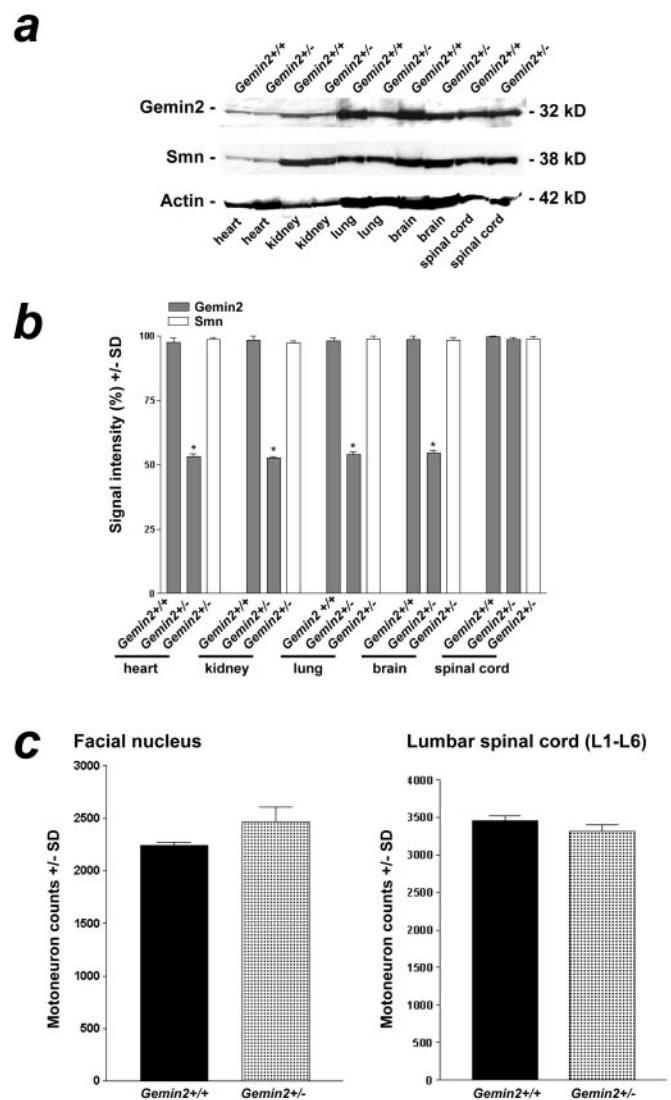 a
Gemin2+/+ Gemin2+/- Gemin2+/+ Gemin2+/- Gemin2+/+ Gemin2+/- Gemin2+/+ Gemin2+/- Gemin2+/+ Gemin2+/-
Gemin2 - - 32 kD
Smn - - 38 kD
Actin - - 42 kD
heart heart kidney kidney lung lung brain brain spinal cord spinal cord
b
Gemin2
Smn
Signal intensity (%) +/- SD
100
75
50
25
0
* * * *
Gemin2+/+ Gemin2+/- Gemin2+/- Gemin2+/+ Gemin2+/- Gemin2+/- Gemin2 +/+ Gemin2+/- Gemin2+/- Gemin2+/+ Gemin2+/- Gemin2+/- Gemin2+/+ Gemin2+/- Gemin2+/-
heart kidney lung brain spinal cord
c
Facial nucleus
Motoneuron counts +/- SD
3000
2500
2000
1500
1000
500
0
Gemin2+/+ Gemin2+/-
Lumbar spinal cord (L1-L6)
Motoneuron counts +/- SD
4000
3500
3000
2500
2000
1500
1000
500
0
Gemin2+/+ Gemin2+/-